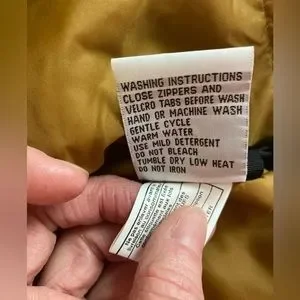 WASHING INSTRUCTIONS
CLOSE ZIPPERS AND
VELCRO TABS BEFORE WASH
HAND OR MACHINE WASH
GENTLE CYCLE
WARM WATER
USE MILD DETERGENT
DO NOT BLEACH
TUMBLE DRY LOW HEAT
DO NOT IRON